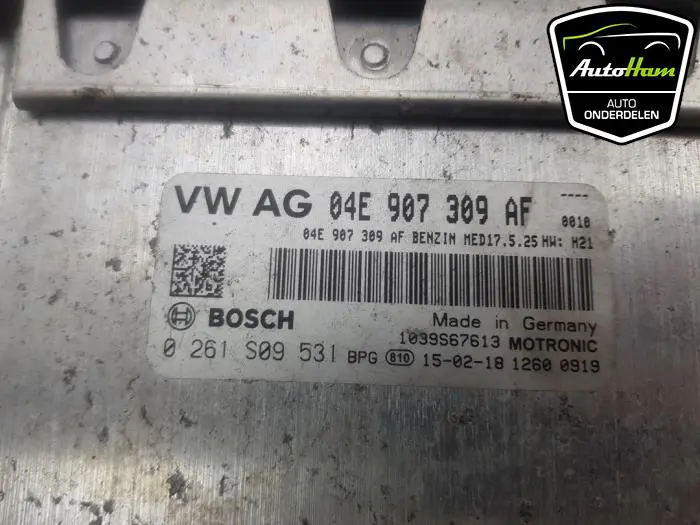 AutoHam
AUTO
ONDERDELEN
VW AG 04E 907 309 AF ----
0010
04E 907 309 AF BENZIN MED17.5.25 HW: H21
BOSCH
Made in Germany
1039S67613 MOTRONIC
0 261 S09 531 BPG 810 15-02-18 1260 0919